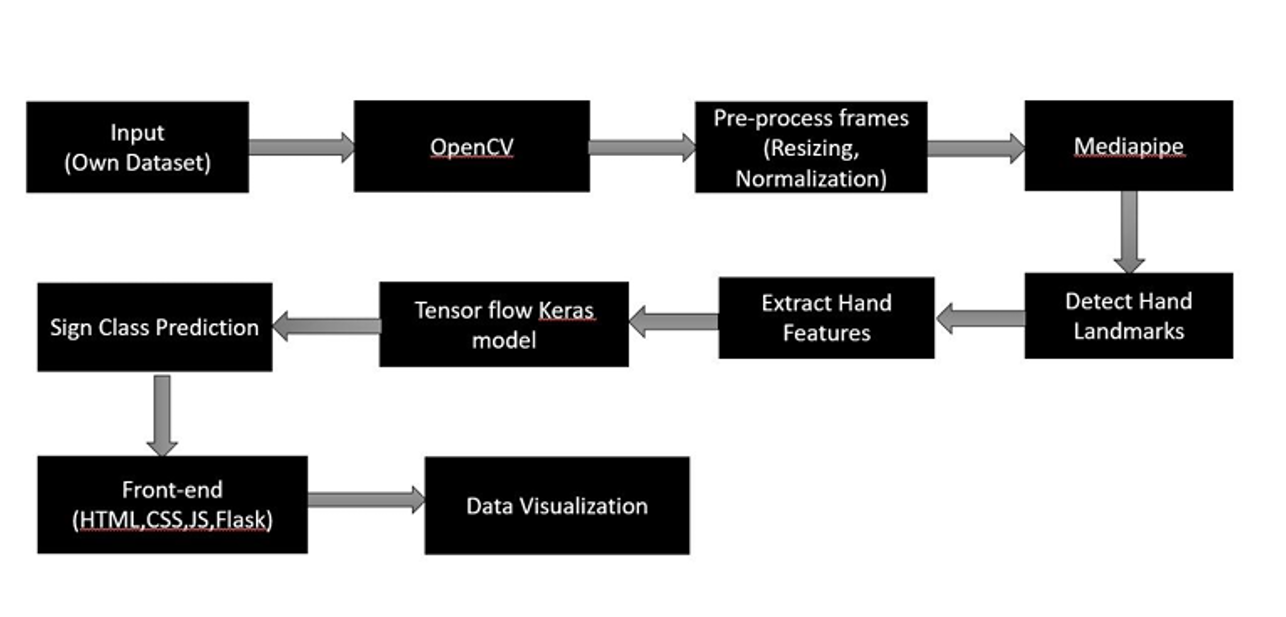 Input
(Own Dataset)
OpenCV
Pre-process frames
(Resizing,
Normalization)
Mediapipe
Detect Hand
Landmarks
Extract Hand
Features
Tensor flow Keras
model
Sign Class Prediction
Front-end
(HTML,CSS,JS,Flask)
Data Visualization